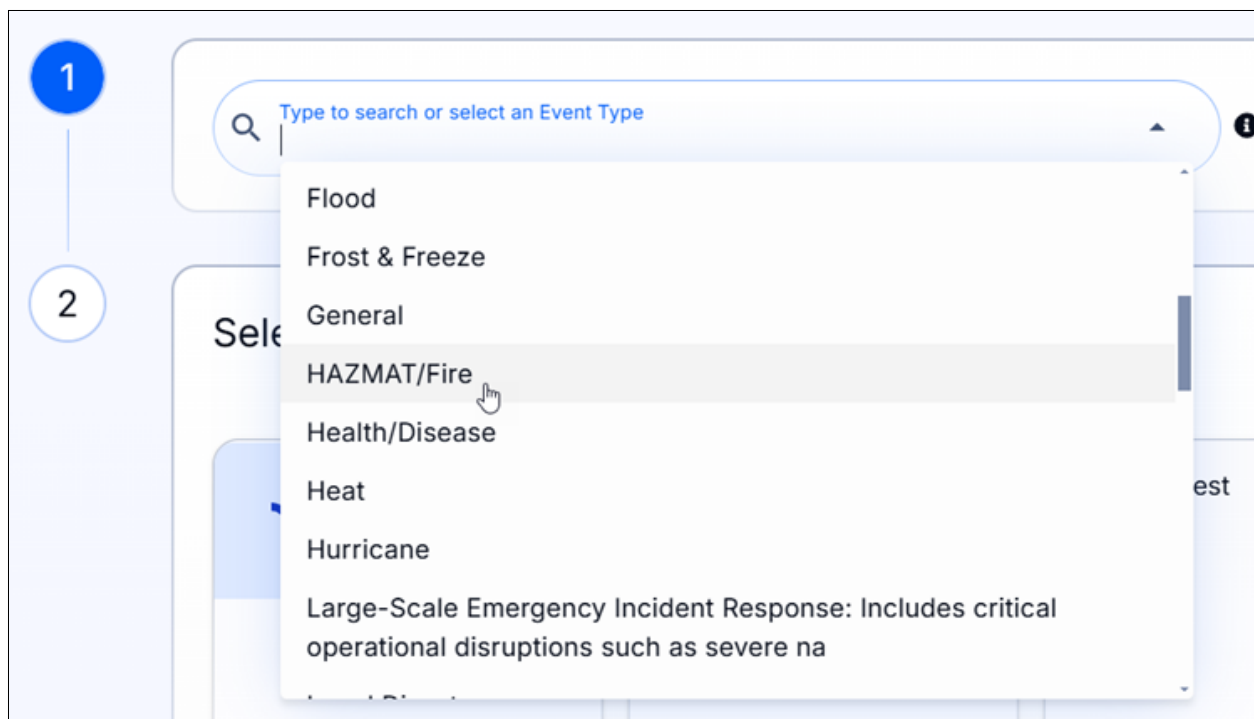 1
Type to search or select an Event Type
Flood
Frost & Freeze
2
General
Sele
HAZMAT/Fire
Health/Disease
est
Heat
Hurricane
Large-Scale Emergency Incident Response: Includes critical
operational disruptions such as severe na